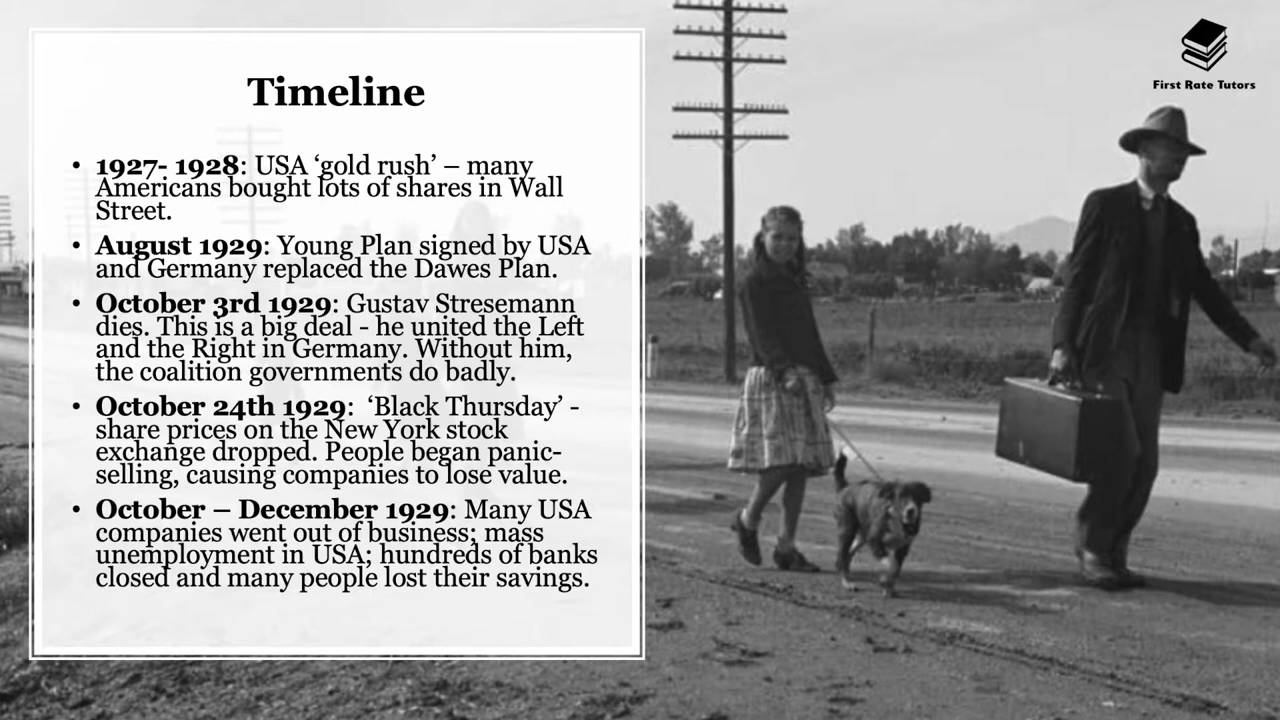 First Rate Tutors
Timeline
• 1927- 1928: USA ‘gold rush’ – many
Americans bought lots of shares in Wall
Street.
• August 1929: Young Plan signed by USA
and Germany replaced the Dawes Plan.
• October 3rd 1929: Gustav Stresemann
dies. This is a big deal - he united the Left
and the Right in Germany. Without him,
the coalition governments do badly.
• October 24th 1929:  ‘Black Thursday’ -
share prices on the New York stock
exchange dropped. People began panic-
selling, causing companies to lose value.
• October – December 1929: Many USA
companies went out of business; mass
unemployment in USA; hundreds of banks
closed and many people lost their savings.